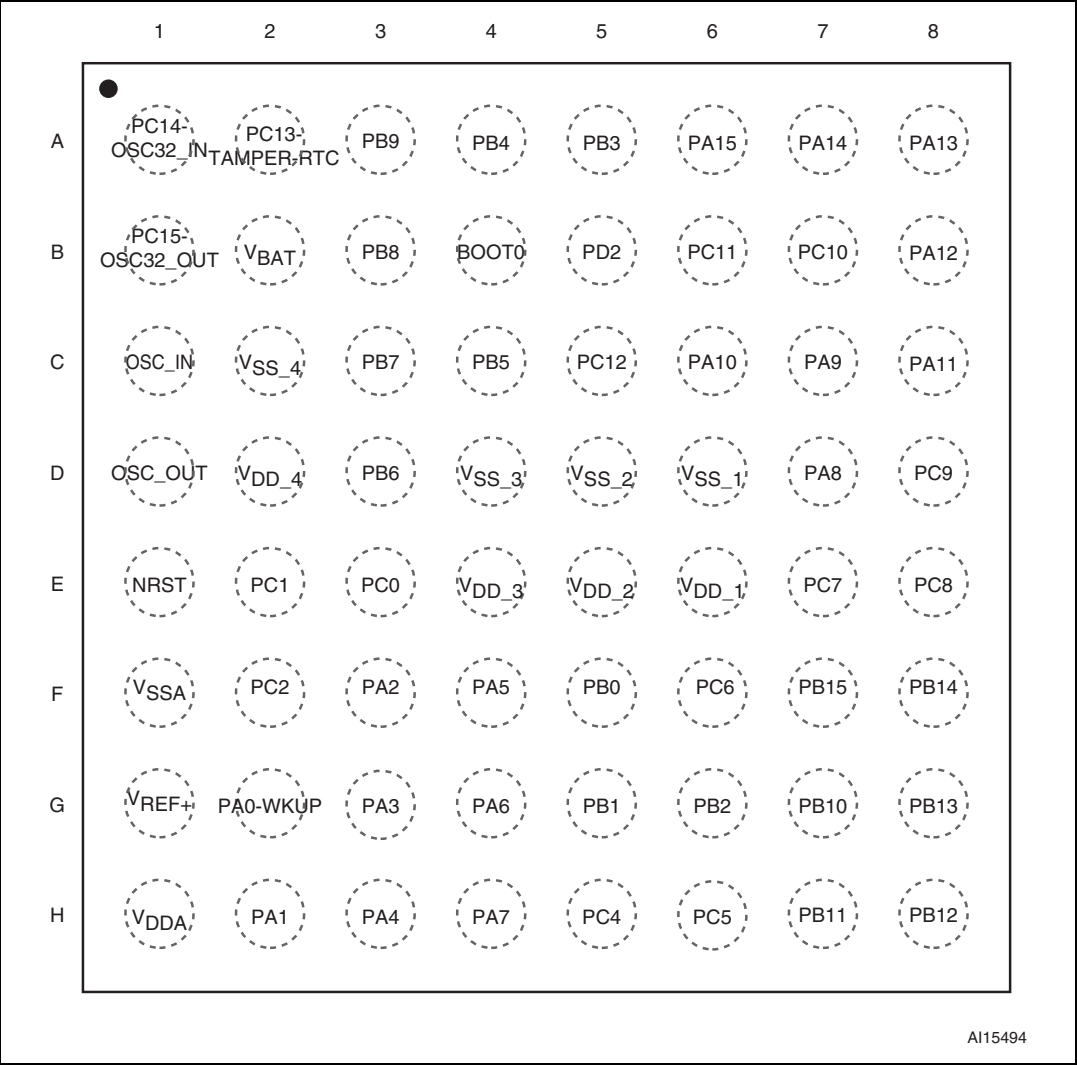 1 2 3 4 5 6 7 8
A PC14-OSC32_IN PC13-TAMPER-RTC PB9 PB4 PB3 PA15 PA14 PA13
B PC15-OSC32_OUT VBAT PB8 BOOT0 PD2 PC11 PC10 PA12
C OSC_IN VSS_4 PB7 PB5 PC12 PA10 PA9 PA11
D OSC_OUT VDD_4 PB6 VSS_3 VSS_2 VSS_1 PA8 PC9
E NRST PC1 PC0 VDD_3 VDD_2 VDD_1 PC7 PC8
F VSSA PC2 PA2 PA5 PB0 PC6 PB15 PB14
G VREF+ PA0-WKUP PA3 PA6 PB1 PB2 PB10 PB13
H VDDA PA1 PA4 PA7 PC4 PC5 PB11 PB12
AI15494